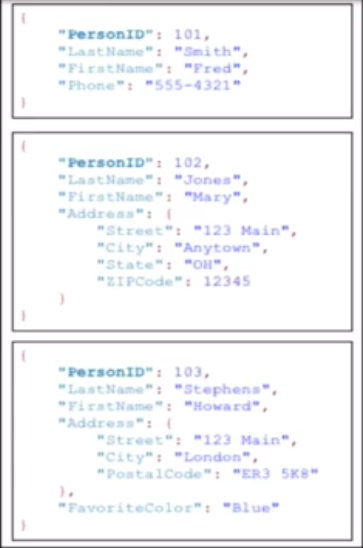 {
"PersonID": 101,
"LastName": "Smith",
"FirstName": "Fred",
"Phone": "555-4321"
}
{
"PersonID": 102,
"LastName": "Jones",
"FirstName": "Mary",
"Address": {
"Street": "123 Main",
"City": "Anytown",
"State": "OH",
"ZIPCode": 12345
}
}
{
"PersonID": 103,
"LastName": "Stephens",
"FirstName": "Howard",
"Address": {
"Street": "123 Main",
"City": "London",
"PostalCode": "ER3 5K8"
},
"FavoriteColor": "Blue"
}